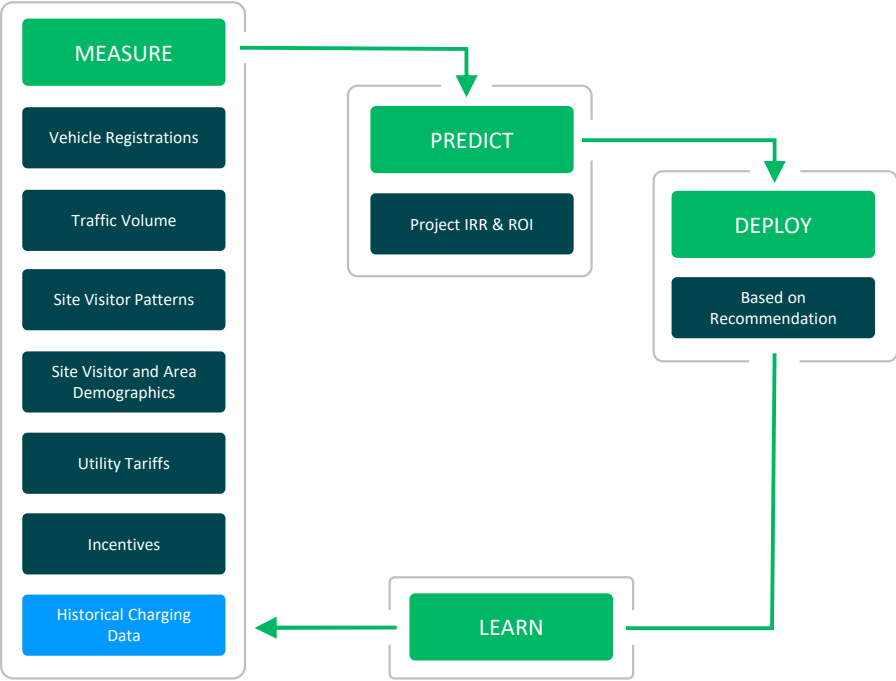 MEASURE
Vehicle Registrations
Traffic Volume
Site Visitor Patterns
Site Visitor and Area
Demographics
Utility Tariffs
Incentives
Historical Charging
Data
PREDICT
Project IRR & ROI
DEPLOY
Based on
Recommendation
LEARN